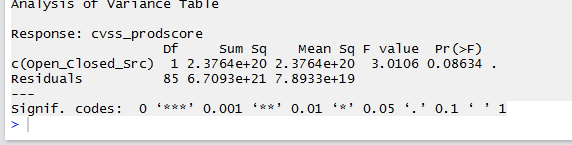 Analysis of Variance Table
Response: cvss_prodscore
Df Sum Sq Mean Sq F value Pr(>F)
c(Open_Closed_Src) 1 2.3764e+20 2.3764e+20 3.0106 0.08634 .
Residuals 85 6.7093e+21 7.8933e+19
---
Signif. codes: 0 ‘***’ 0.001 ‘**’ 0.01 ‘*’ 0.05 ‘.’ 0.1 ‘ ’ 1
>